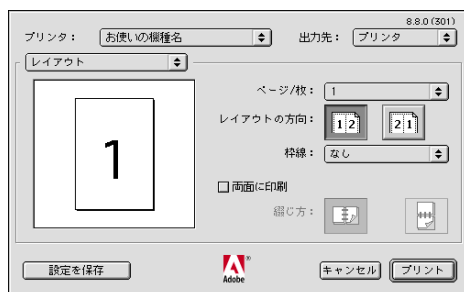 8.8.0 (301)
プリンタ： お使いの機種名 出力先： プリンタ
レイアウト
ページ/枚： 1
レイアウトの方向： 1 2 2 1
枠線： なし
1
両面に印刷
綴じ方：
設定を保存 Adobe キャンセル プリント